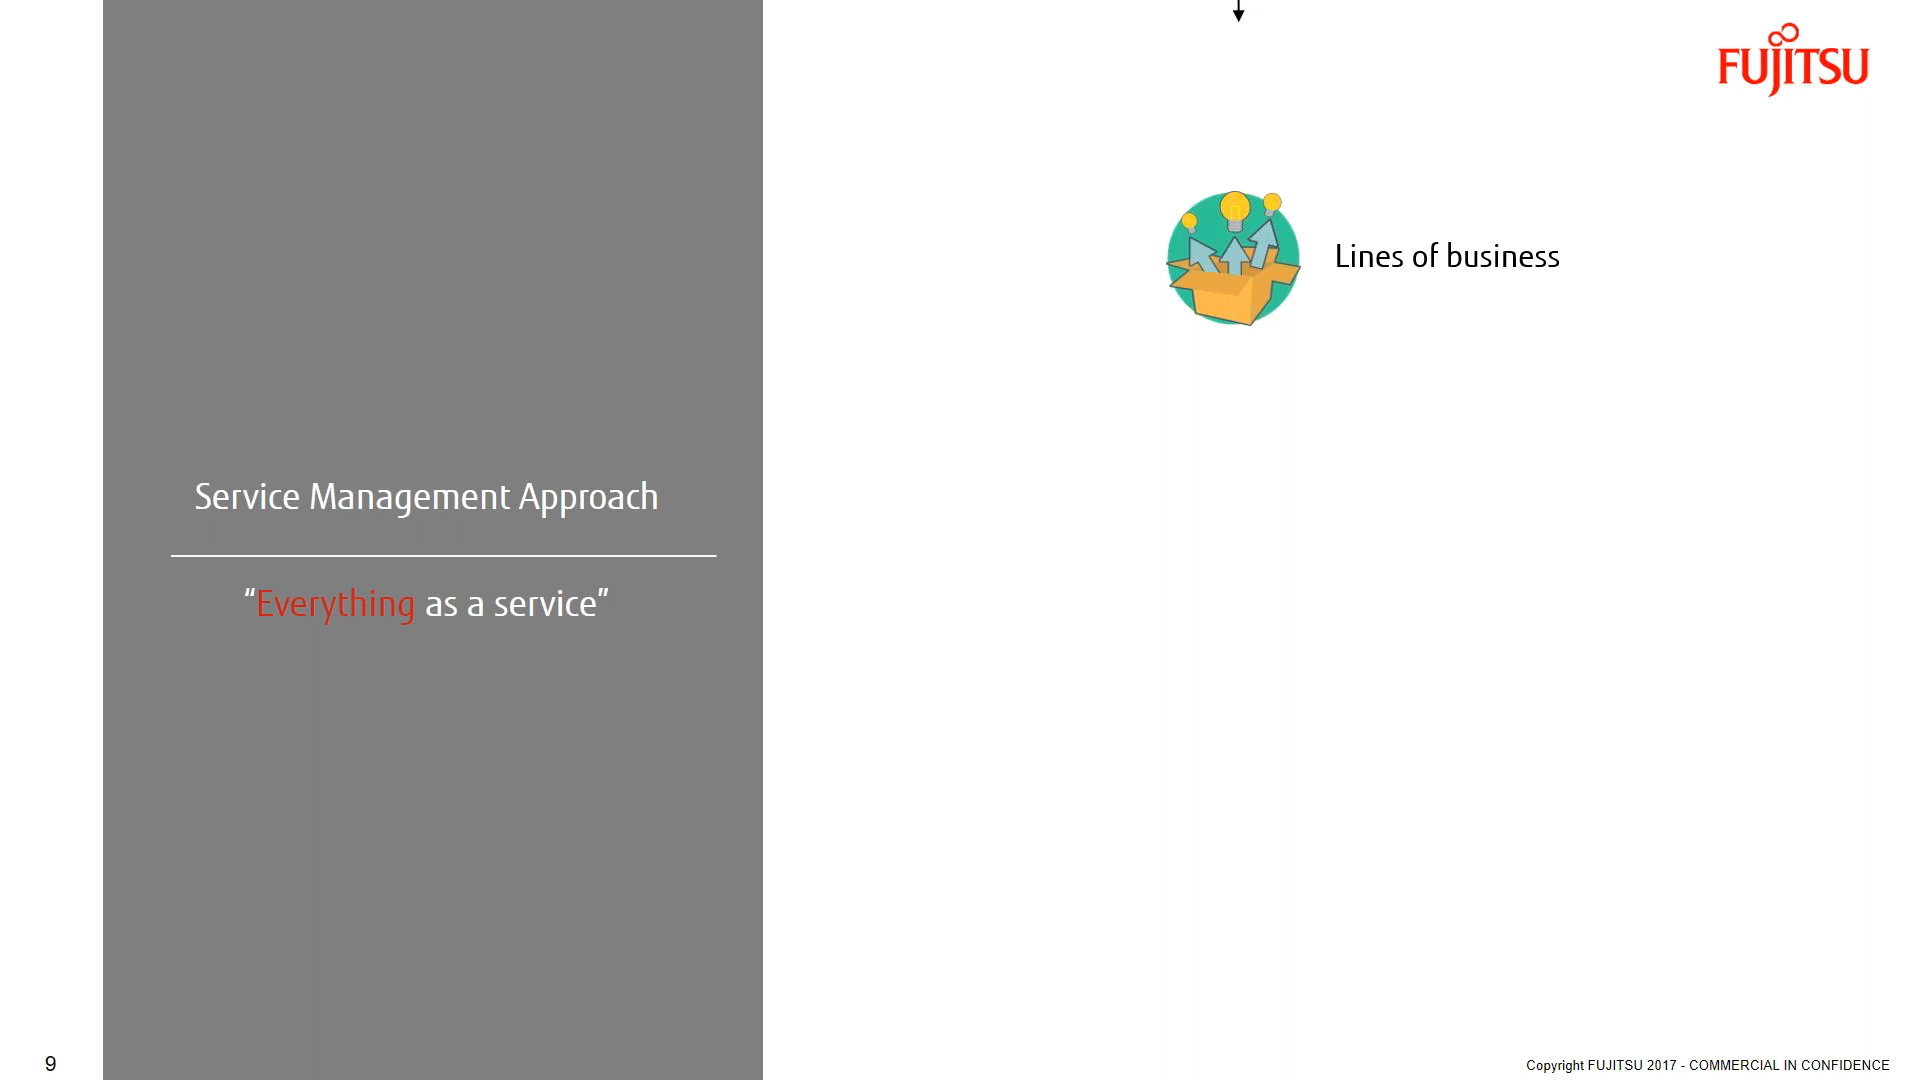 FUJITSU
Lines of business
Service Management Approach
“Everything as a service”
9
Copyright FUJITSU 2017 - COMMERCIAL IN CONFIDENCE